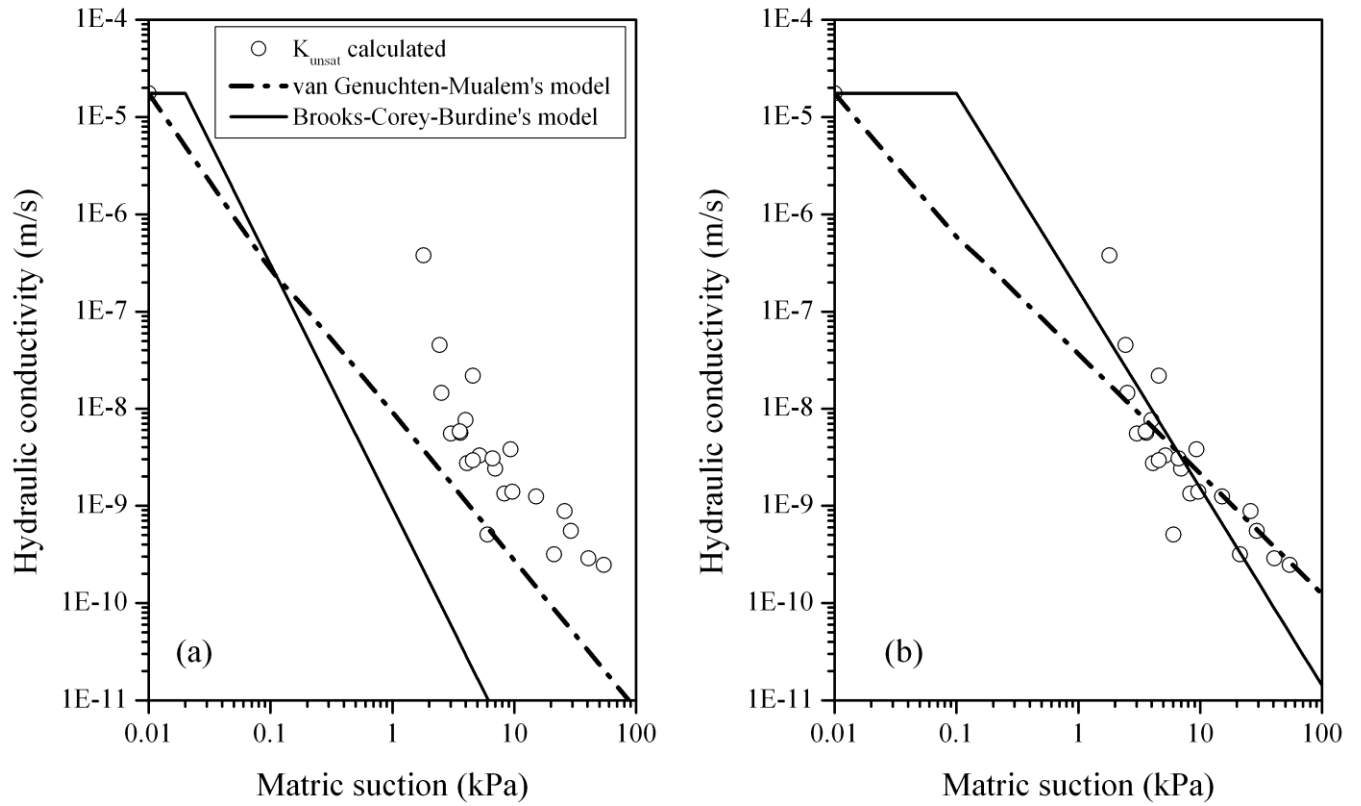 K_unsat calculated
van Genuchten-Mualem's model
Brooks-Corey-Burdine's model
Hydraulic conductivity (m/s)
1E-4
1E-5
1E-6
1E-7
1E-8
1E-9
1E-10
1E-11
(a)
0.01
0.1
1
10
100
Matric suction (kPa)
Hydraulic conductivity (m/s)
1E-4
1E-5
1E-6
1E-7
1E-8
1E-9
1E-10
1E-11
(b)
0.01
0.1
1
10
100
Matric suction (kPa)